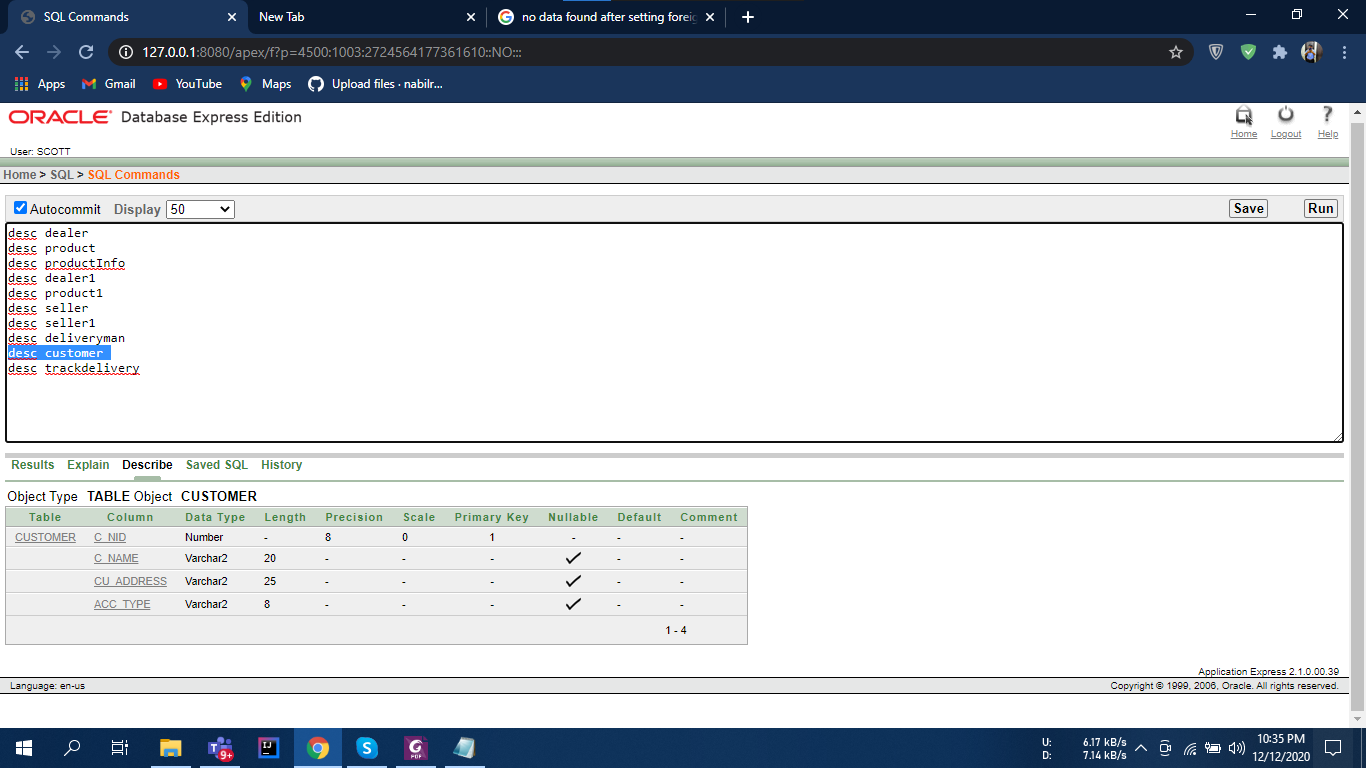 SQL Commands
New Tab
no data found after setting foreig
127.0.0.1:8080/apex/f?p=4500:1003:2724564177361610::NO:::
Apps Gmail YouTube Maps Upload files · nabilr...
ORACLE Database Express Edition
Home Logout Help
User: SCOTT
Home > SQL > SQL Commands
Autocommit Display 50 Save Run
desc dealer
desc product
desc productInfo
desc dealer1
desc product1
desc seller
desc seller1
desc deliveryman
desc customer
desc trackdelivery
Results Explain Describe Saved SQL History
Object Type TABLE Object CUSTOMER
Table Column Data Type Length Precision Scale Primary Key Nullable Default Comment
CUSTOMER C_NID Number - 8 0 1 - - -
C_NAME Varchar2 20 - - - - -
CU_ADDRESS Varchar2 25 - - - - -
ACC_TYPE Varchar2 8 - - - - -
1 - 4
Application Express 2.1.0.00.39
Language: en-us Copyright © 1999, 2006, Oracle. All rights reserved.
9+
IJ
S
PDF
U: 6.17 kB/s
D: 7.14 kB/s
10:35 PM
12/12/2020